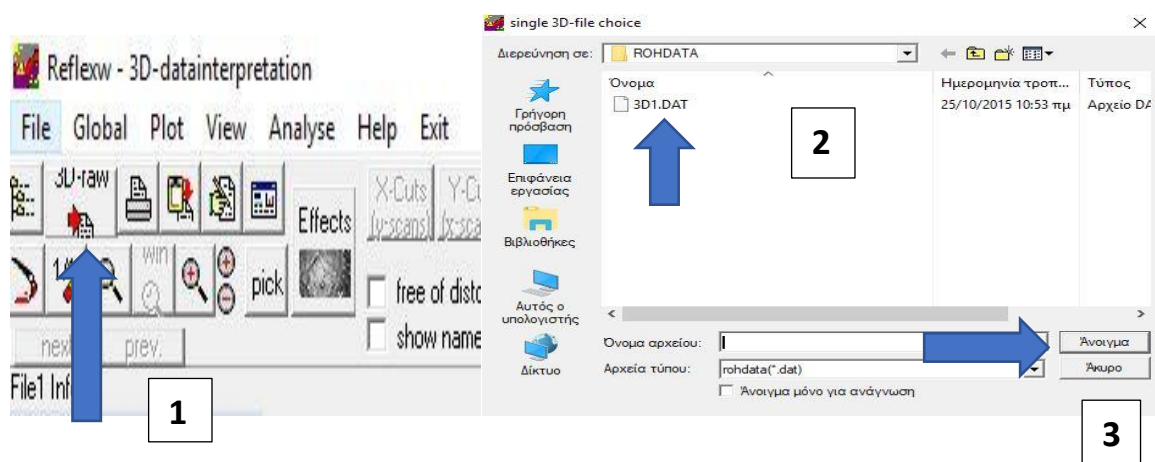 Reflexw - 3D-datainterpretation
File Global Plot View Analyse Help Exit
3D-raw
Effects
X-Cuts
(y-scans)
win
pick
free of
show name
prev.
File1
1
single 3D-file choice
Διερεύνηση σε: ROHDATA
Όνομα Ημερομηνία τροπ... Τύπος
3D1.DAT 25/10/2015 10:53 πμ Αρχείο DA
Γρήγορη
πρόσβαση
Επιφάνεια
εργασίας
Βιβλιοθήκες
Αυτός ο
υπολογιστής
Δίκτυο
2
Όνομα αρχείου: Άνοιγμα
Αρχεία τύπου: rohdata(*.dat) Άκυρο
Άνοιγμα μόνο για ανάγνωση
3